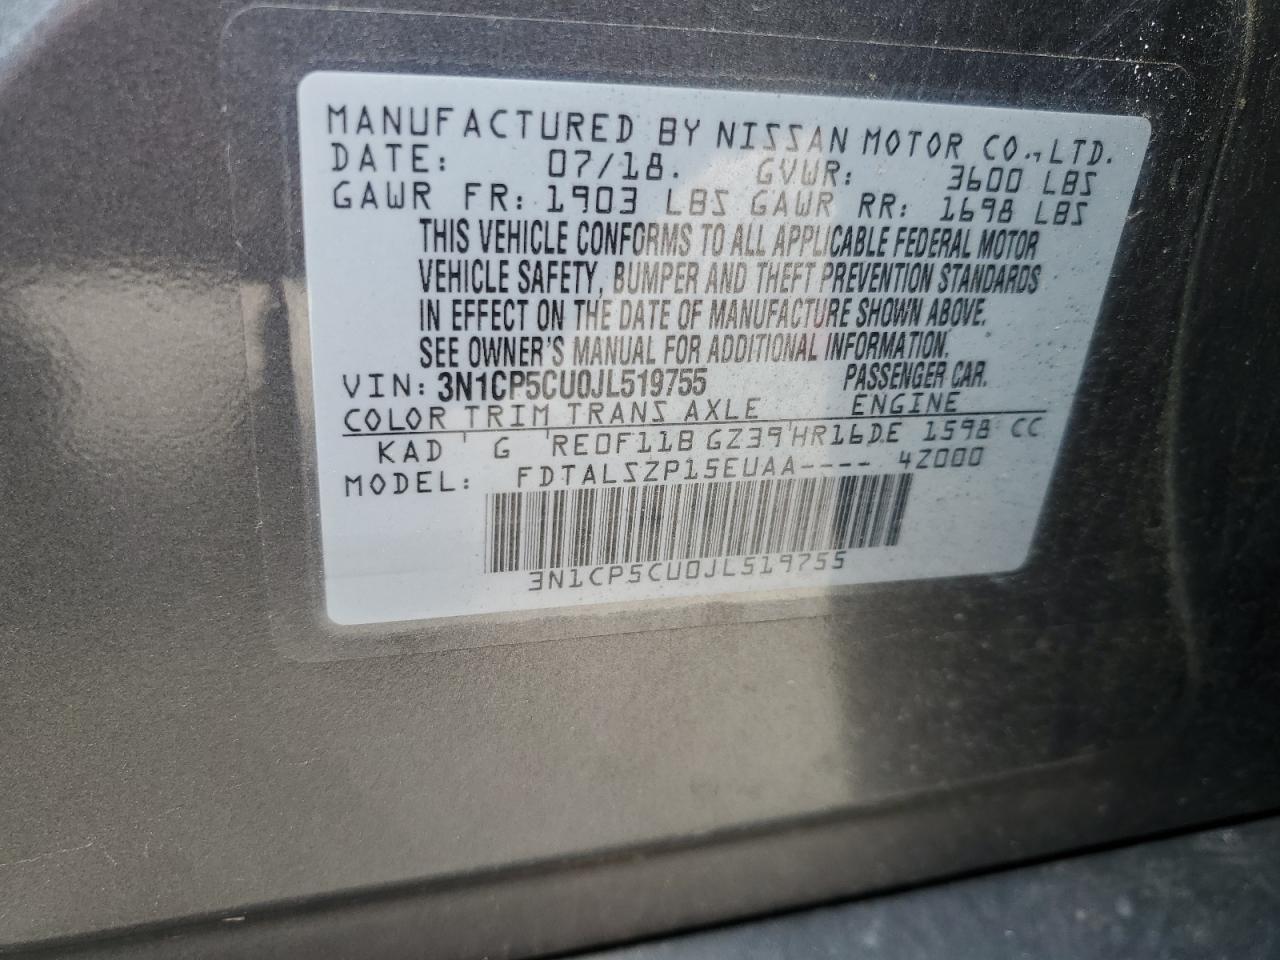 MANUFACTURED BY NISSAN MOTOR CO.,LTD.
DATE: 07/18. GVWR: 3600 LBS
GAWR FR: 1903 LBS GAWR RR: 1698 LBS
THIS VEHICLE CONFORMS TO ALL APPLICABLE FEDERAL MOTOR
VEHICLE SAFETY, BUMPER AND THEFT PREVENTION STANDARDS
IN EFFECT ON THE DATE OF MANUFACTURE SHOWN ABOVE.
SEE OWNER'S MANUAL FOR ADDITIONAL INFORMATION.
VIN: 3N1CP5CU0JL519755 PASSENGER CAR.
COLOR TRIM TRANS AXLE ENGINE
KAD ' G ' RE0F11B GZ39'HR16DE 1598 CC
MODEL: FDTALSZP15EUAA---- 4Z000
3N1CP5CU0JL519755